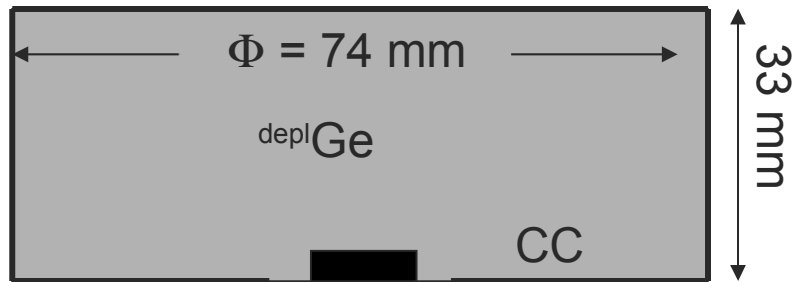 Φ = 74 mm
33 mm
deplGe
CC